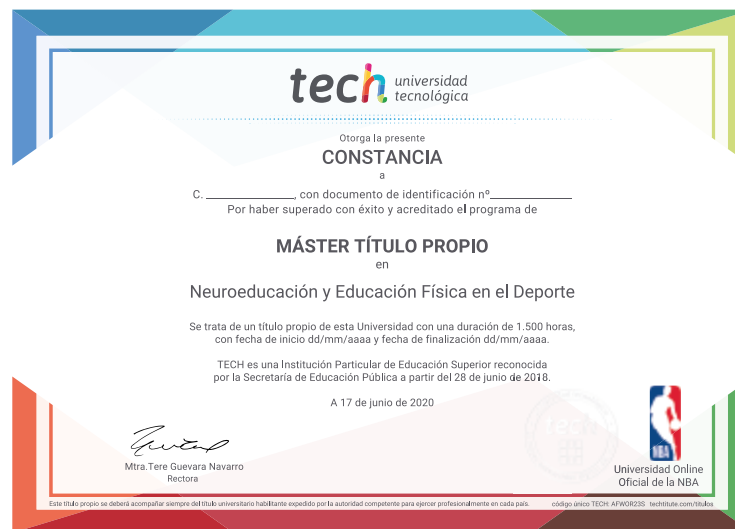 tech universidad
tecnológica
Otorga la presente
CONSTANCIA
a
C. ________________, con documento de identificación nº______________
Por haber superado con éxito y acreditado el programa de
MÁSTER TÍTULO PROPIO
en
Neuroeducación y Educación Física en el Deporte
Se trata de un título propio de esta Universidad con una duración de 1.500 horas,
con fecha de inicio dd/mm/aaaa y fecha de finalización dd/mm/aaaa.
TECH es una Institución Particular de Educación Superior reconocida
por la Secretaría de Educación Pública a partir del 28 de junio de 2018.
A 17 de junio de 2020
tech
Mtra.Tere Guevara Navarro
Rectora
NBA
Universidad Online
Oficial de la NBA
Este título propio se deberá acompañar siempre del título universitario habilitante expedido por la autoridad competente para ejercer profesionalmente en cada país. código único TECH: AFWOR23S techtitute.com/titulos